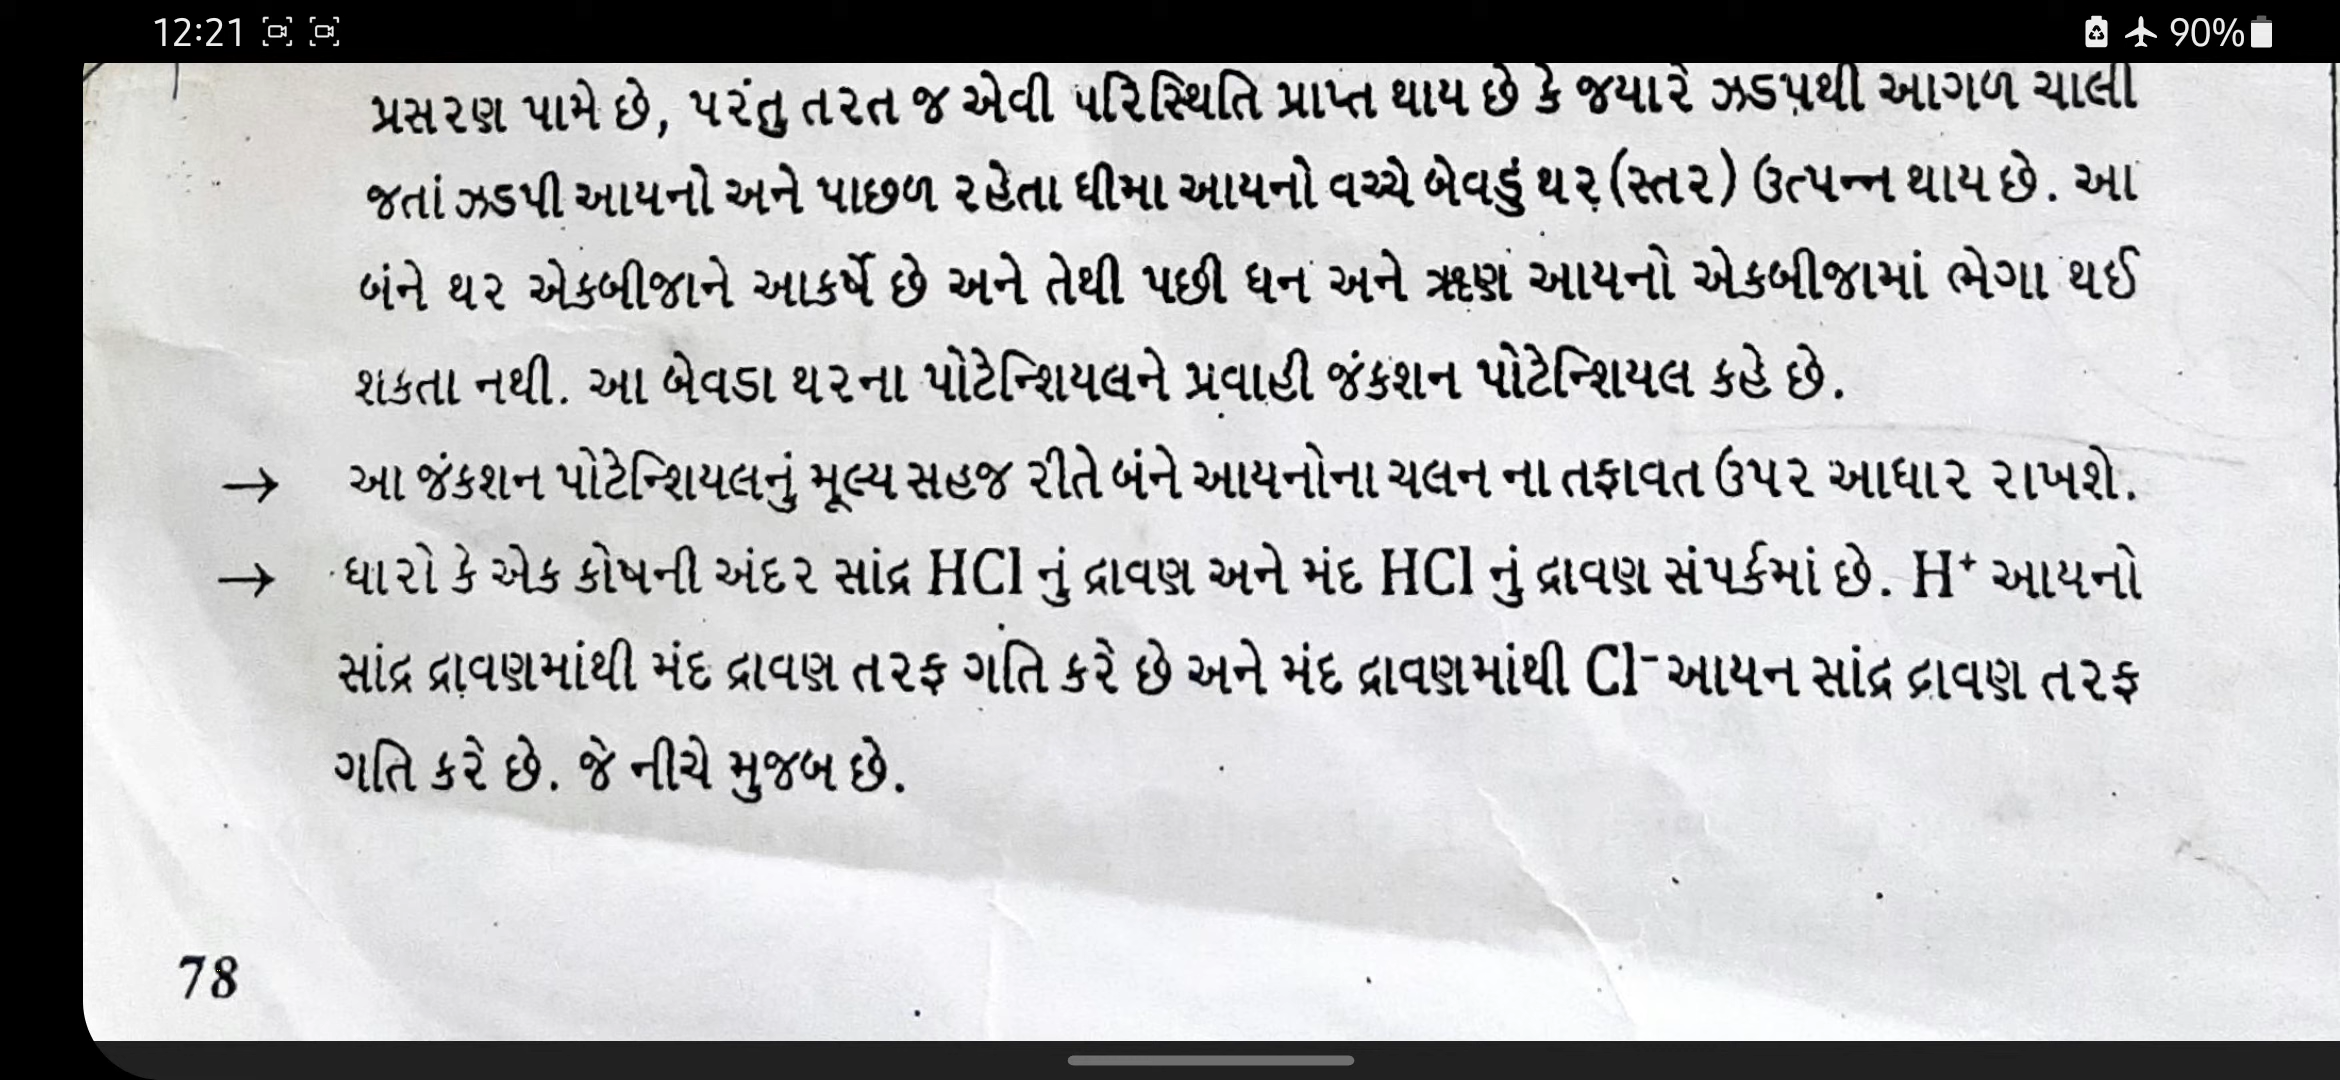 12:21 90%
પ્રસરણ પામે છે, પરંતુ તરત જ એવી પરિસ્થિતિ પ્રાપ્ત થાય છે કે જયારે ઝડપથી આગળ ચાલી
જતાં ઝડપી આયનો અને પાછળ રહેતા ધીમા આયનો વચ્ચે બેવડું થર (સ્તર) ઉત્પન્ન થાય છે. આ
બંને થર એકબીજાને આકર્ષે છે અને તેથી પછી ધન અને ઋણ આયનો એકબીજામાં ભેગા થઈ
શકતા નથી. આ બેવડા થરના પોટેન્શિયલને પ્રવાહી જંકશન પોટેન્શિયલ કહે છે.
→ આ જંકશન પોટેન્શિયલનું મૂલ્ય સહજ રીતે બંને આયનોના ચલન ના તફાવત ઉપર આધાર રાખશે.
→ ધારો કે એક કોષની અંદર સાંદ્ર HCl નું દ્રાવણ અને મંદ HCl નું દ્રાવણ સંપર્કમાં છે. H⁺ આયનો
સાંદ્ર દ્રાવણમાંથી મંદ દ્રાવણ તરફ ગતિ કરે છે અને મંદ દ્રાવણમાંથી Cl⁻ આયન સાંદ્ર દ્રાવણ તરફ
ગતિ કરે છે. જે નીચે મુજબ છે.
78